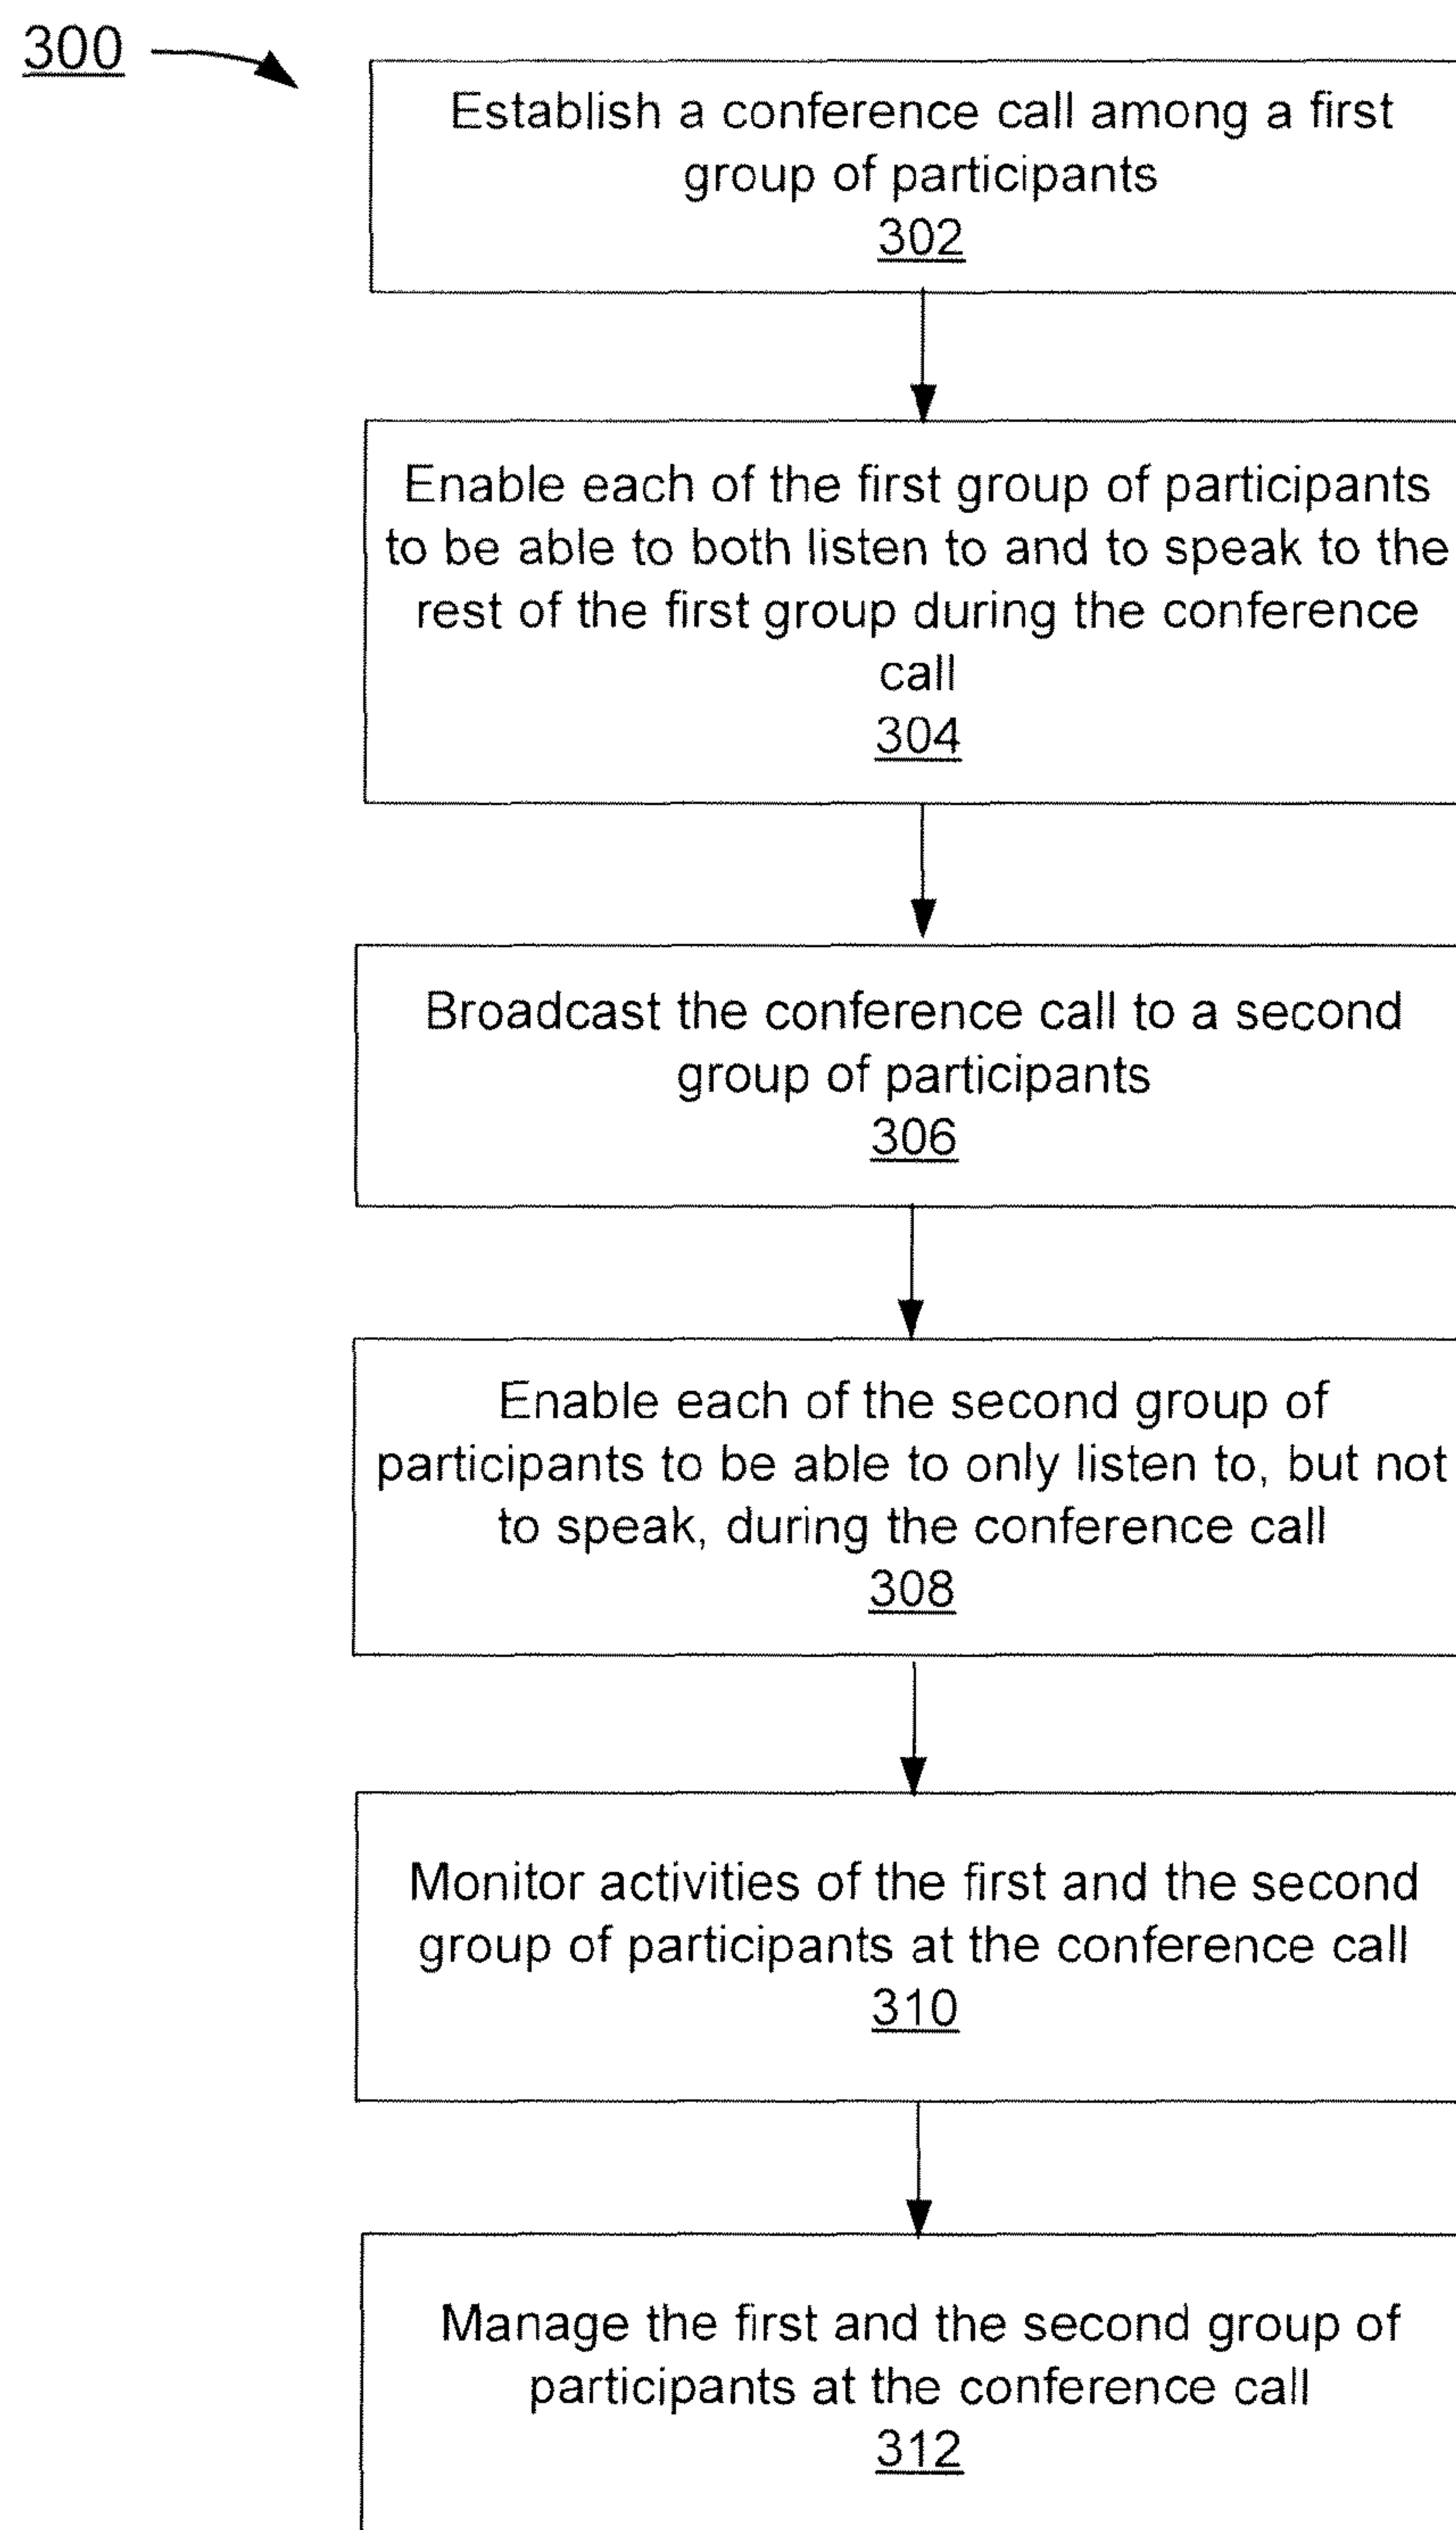 300
Establish a conference call among a first
group of participants
302
Enable each of the first group of participants
to be able to both listen to and to speak to the
rest of the first group during the conference
call
304
Broadcast the conference call to a second
group of participants
306
Enable each of the second group of
participants to be able to only listen to, but not
to speak, during the conference call
308
Monitor activities of the first and the second
group of participants at the conference call
310
Manage the first and the second group of
participants at the conference call
312